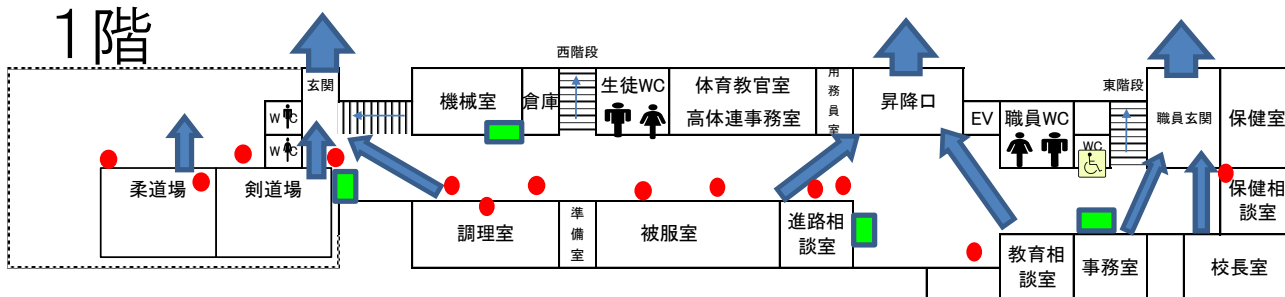 1階
西階段
玄関
機械室
倉庫
生徒WC
体育教官室
高体連事務室
用務員室
昇降口
東階段
EV
職員WC
WC
職員玄関
保健室
WC
WC
柔道場
剣道場
調理室
準備室
被服室
進路相
談室
保健相
談室
教育相
談室
事務室
校長室